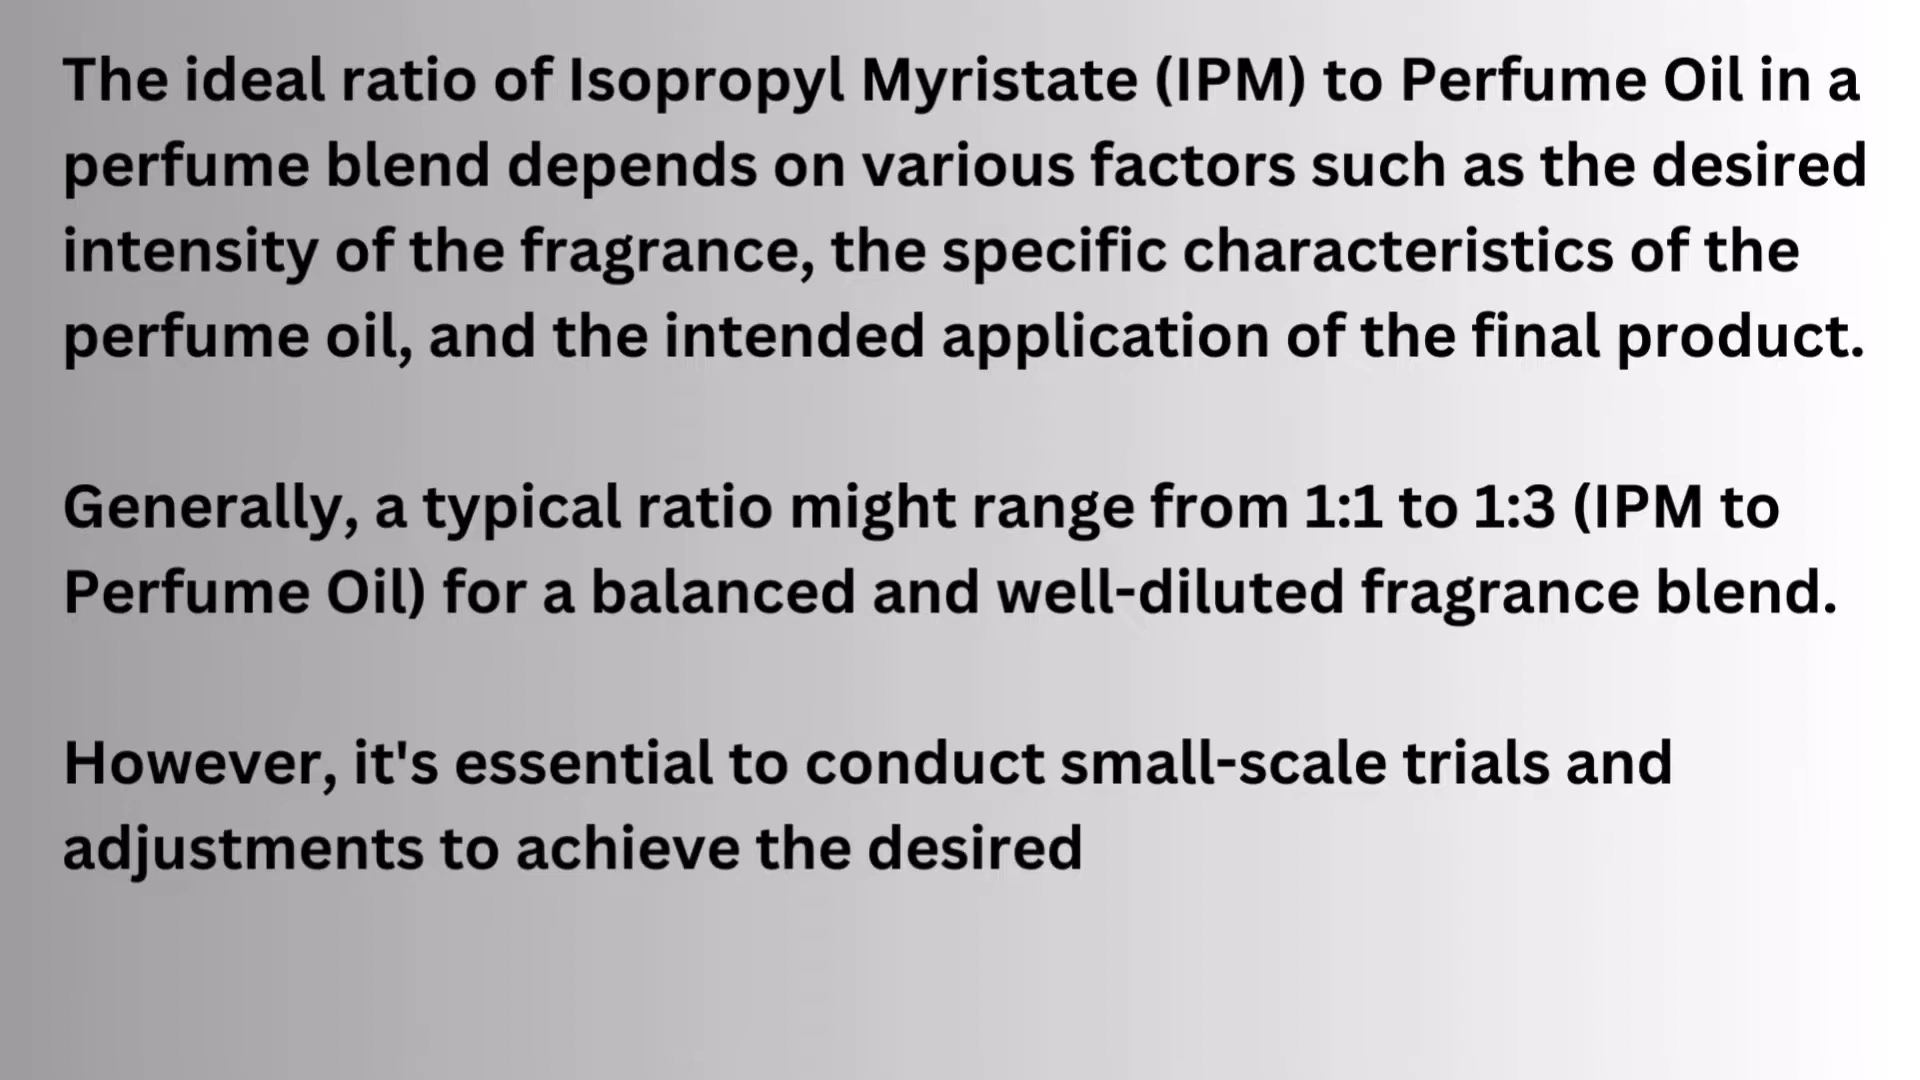 The ideal ratio of Isopropyl Myristate (IPM) to Perfume Oil in a
perfume blend depends on various factors such as the desired
intensity of the fragrance, the specific characteristics of the
perfume oil, and the intended application of the final product.
Generally, a typical ratio might range from 1:1 to 1:3 (IPM to
Perfume Oil) for a balanced and well-diluted fragrance blend.
However, it's essential to conduct small-scale trials and
adjustments to achieve the desired